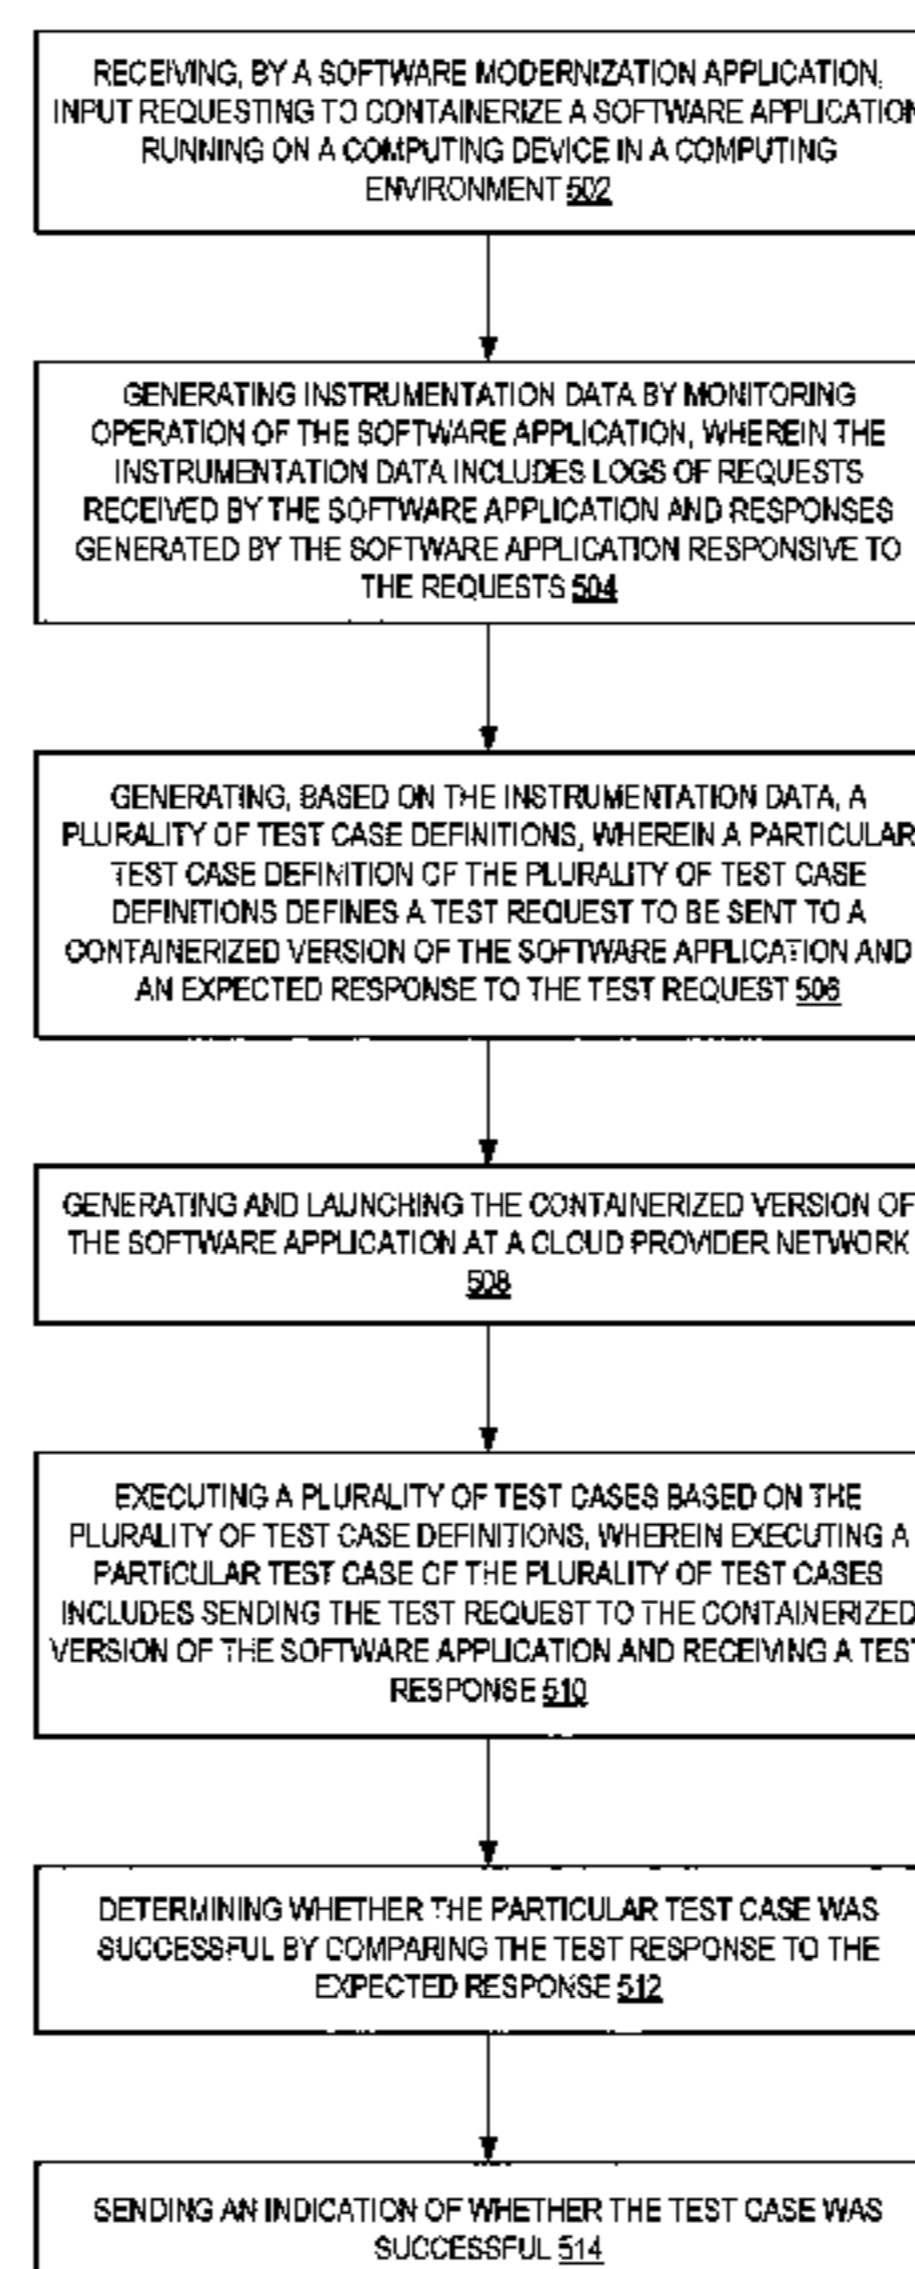 RECEIVING, BY A SOFTWARE MODERNIZATION APPLICATION,
INPUT REQUESTING TO CONTAINERIZE A SOFTWARE APPLICATION
RUNNING ON A COMPUTING DEVICE IN A COMPUTING
ENVIRONMENT 502
GENERATING INSTRUMENTATION DATA BY MONITORING
OPERATION OF THE SOFTWARE APPLICATION, WHEREIN THE
INSTRUMENTATION DATA INCLUDES LOGS OF REQUESTS
RECEIVED BY THE SOFTWARE APPLICATION AND RESPONSES
GENERATED BY THE SOFTWARE APPLICATION RESPONSIVE TO
THE REQUESTS 504
GENERATING, BASED ON THE INSTRUMENTATION DATA, A
PLURALITY OF TEST CASE DEFINITIONS, WHEREIN A PARTICULAR
TEST CASE DEFINITION OF THE PLURALITY OF TEST CASE
DEFINITIONS DEFINES A TEST REQUEST TO BE SENT TO A
CONTAINERIZED VERSION OF THE SOFTWARE APPLICATION AND
AN EXPECTED RESPONSE TO THE TEST REQUEST 506
GENERATING AND LAUNCHING THE CONTAINERIZED VERSION OF
THE SOFTWARE APPLICATION AT A CLOUD PROVIDER NETWORK
508
EXECUTING A PLURALITY OF TEST CASES BASED ON THE
PLURALITY OF TEST CASE DEFINITIONS, WHEREIN EXECUTING A
PARTICULAR TEST CASE OF THE PLURALITY OF TEST CASES
INCLUDES SENDING THE TEST REQUEST TO THE CONTAINERIZED
VERSION OF THE SOFTWARE APPLICATION AND RECEIVING A TEST
RESPONSE 510
DETERMINING WHETHER THE PARTICULAR TEST CASE WAS
SUCCESSFUL BY COMPARING THE TEST RESPONSE TO THE
EXPECTED RESPONSE 512
SENDING AN INDICATION OF WHETHER THE TEST CASE WAS
SUCCESSFUL 514